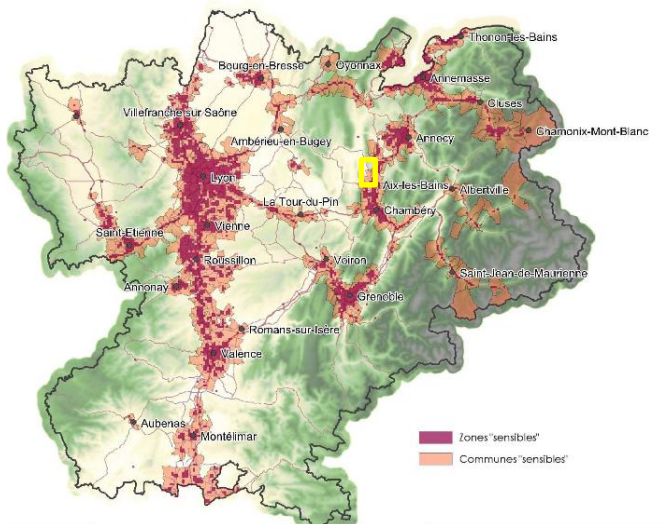 Thonon-les-Bains
Bourg-en-Bresse
Oyonnax
Annemasse
Cluses
Villefranche sur Saône
Ambérieu-en-Bugey
Annecy
Chamonix-Mont-Blanc
Lyon
Aix-les-Bains
Albertville
La Tour-du-Pin
Chambéry
Saint-Etienne
Vienne
Roussillon
Voiron
Saint-Jean-de-Maurienne
Annonay
Grenoble
Romans-sur-Isère
Valence
Aubenas
Montélimar
Zones "sensibles"
Communes "sensibles"